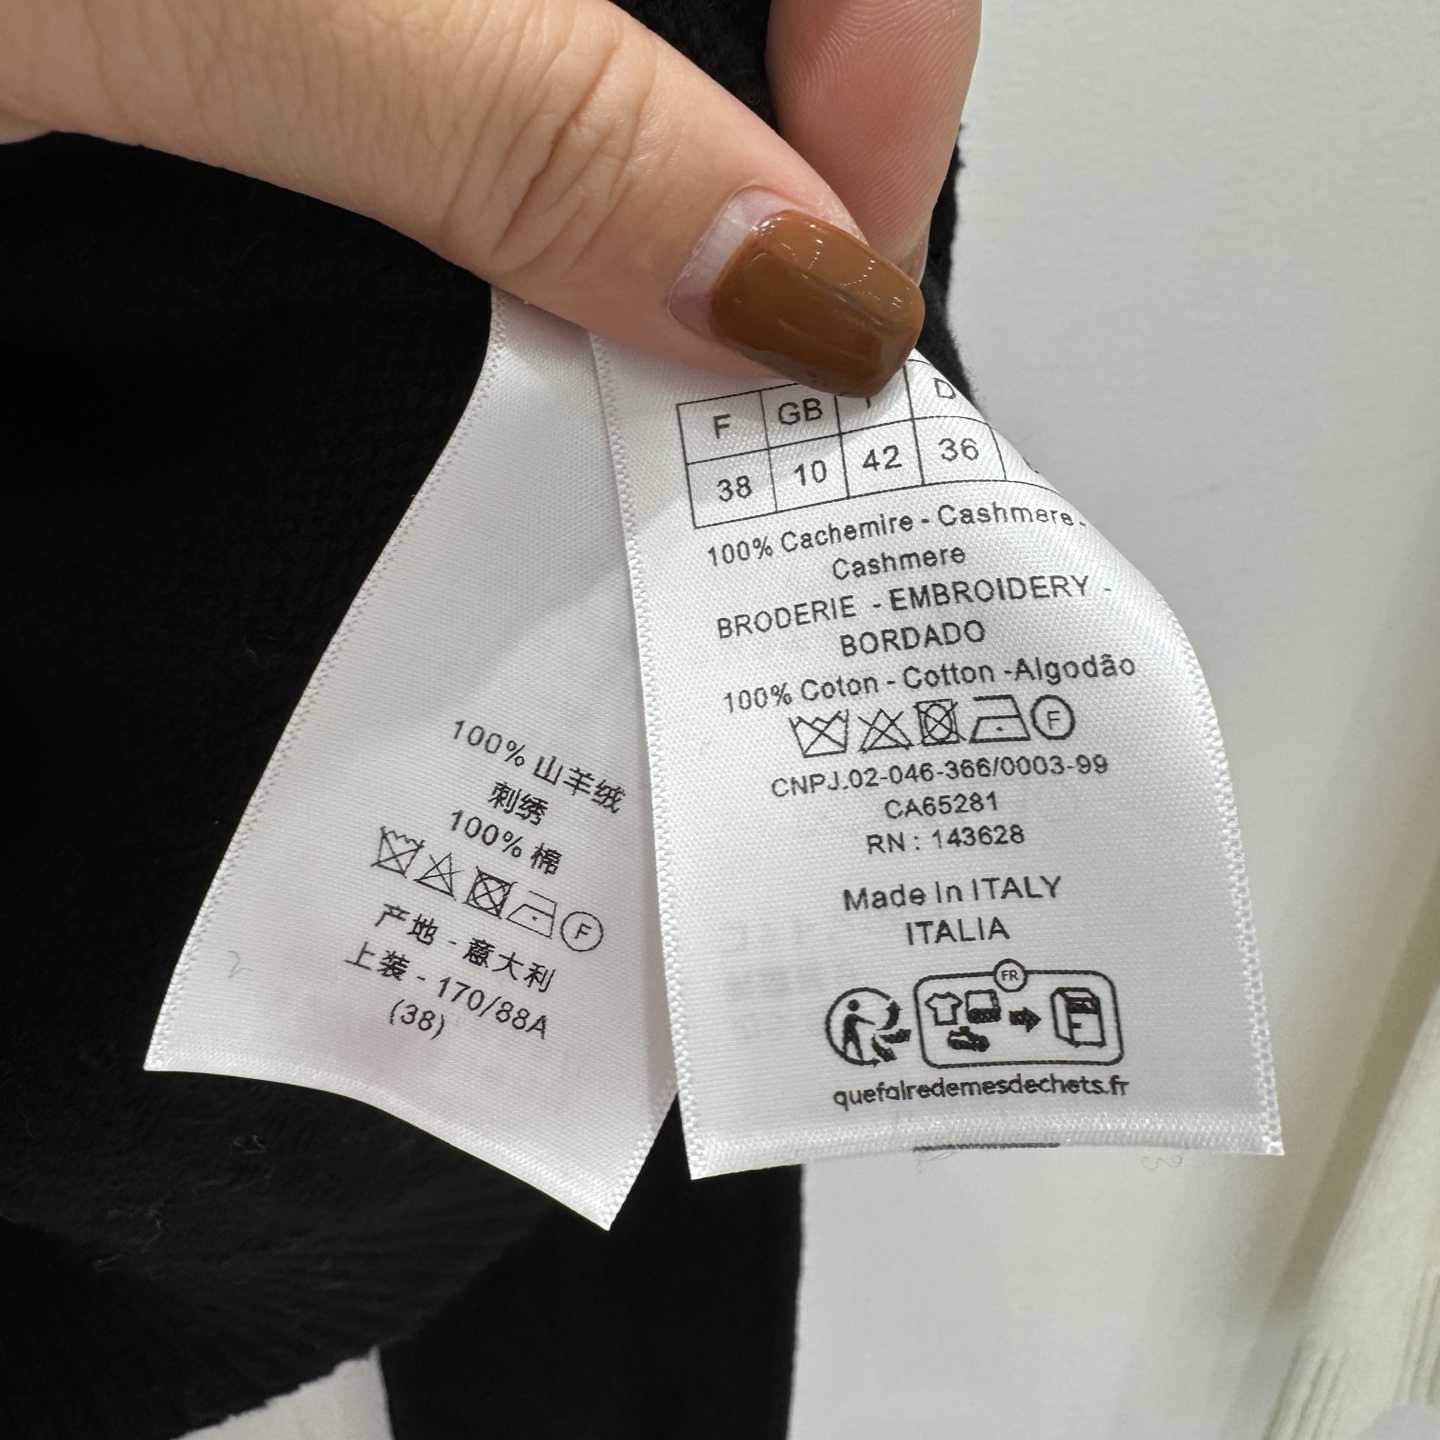 100% 山羊绒
刺绣
100% 棉
F
产地 - 意大利
上装 - 170/88A
(38)
F GB D
38 10 42 36
100% Cachemire - Cashmere -
Cashmere
BRODERIE - EMBROIDERY -
BORDADO
100% Coton - Cotton -Algodão
F
CNPJ.02-046-366/0003-99
CA65281
RN : 143628
Made In ITALY
ITALIA
FR
quefairedemesdechets.fr